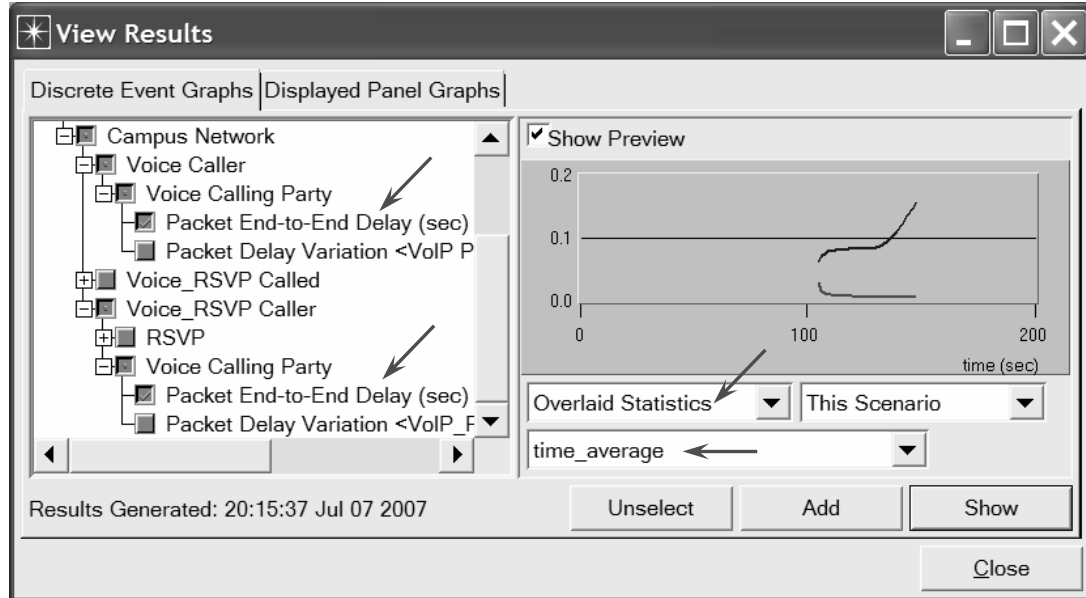 View Results
Discrete Event Graphs
Displayed Panel Graphs
Campus Network
Voice Caller
Voice Calling Party
Packet End-to-End Delay (sec)
Packet Delay Variation <VoIP P
Voice_RSVP Called
Voice_RSVP Caller
RSVP
Voice Calling Party
Packet End-to-End Delay (sec)
Packet Delay Variation <VoIP_F
Show Preview
0.2
0.1
0.0
0
100
200
time (sec)
Overlaid Statistics
This Scenario
time_average
Results Generated: 20:15:37 Jul 07 2007
Unselect
Add
Show
Close